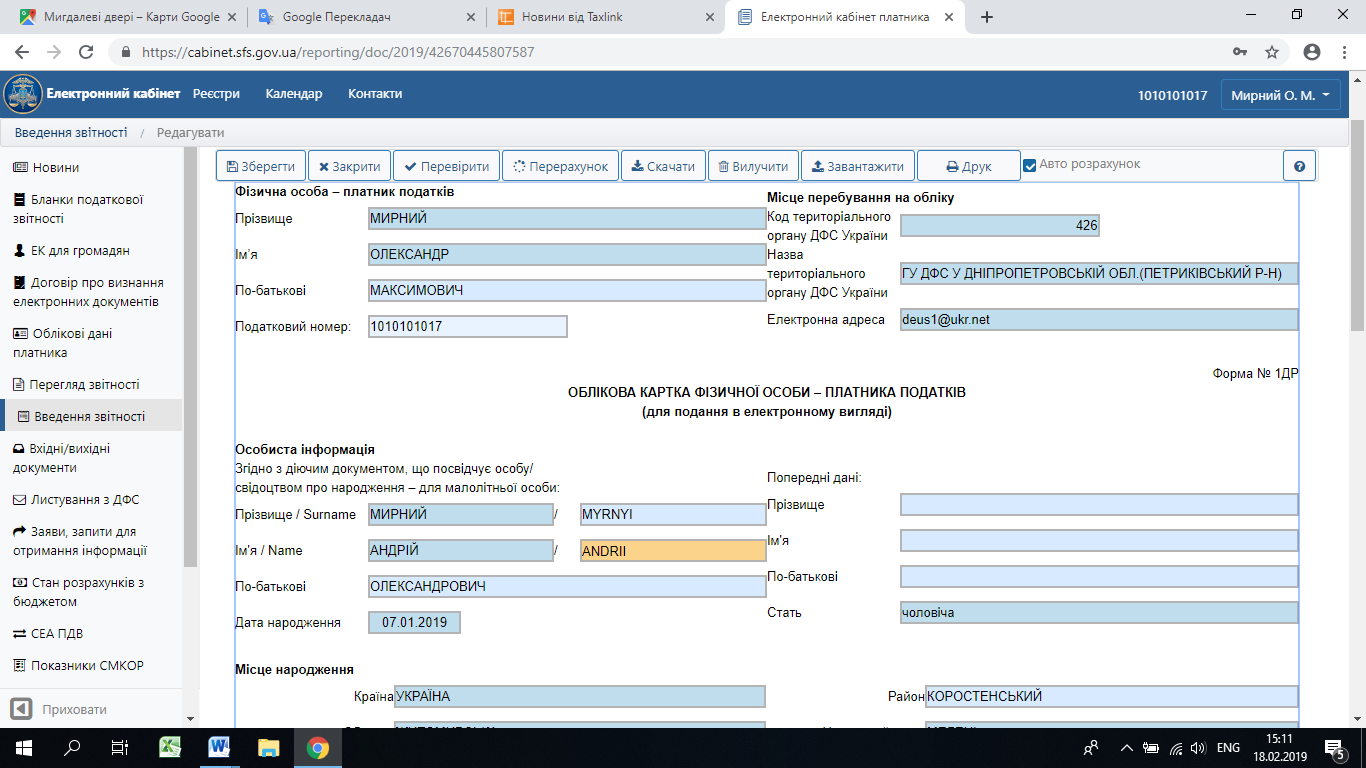 Мигдалеві двері – Карти Google
Google Перекладач
Новини від Taxlink
Електронний кабінет платника
https://cabinet.sfs.gov.ua/reporting/doc/2019/42670445807587
Електронний кабінет
Реєстри
Календар
Контакти
1010101017
Мирний О. М.
Введення звітності / Редагувати
Новини
Бланки податкової
звітності
ЕК для громадян
Договір про визнання
електронних документів
Облікові дані
платника
Перегляд звітності
Введення звітності
Вхідні/вихідні
документи
Листування з ДФС
Заяви, запити для
отримання інформації
Стан розрахунків з
бюджетом
СЕА ПДВ
Показники СМКОР
Приховати
Зберегти
Закрити
Перевірити
Перерахунок
Скачати
Вилучити
Завантажити
Друк
Авто розрахунок
?
Фізична особа – платник податків
Прізвище МИРНИЙ
Ім'я ОЛЕКСАНДР
По-батькові МАКСИМОВИЧ
Податковий номер: 1010101017
Місце перебування на обліку
Код територіального
органу ДФС України
426
Назва
територіального
органу ДФС України
ГУ ДФС У ДНІПРОПЕТРОВСЬКІЙ ОБЛ.(ПЕТРИКІВСЬКИЙ Р-Н)
Електронна адреса deus1@ukr.net
Форма № 1ДР
ОБЛІКОВА КАРТКА ФІЗИЧНОЇ ОСОБИ – ПЛАТНИКА ПОДАТКІВ
(для подання в електронному вигляді)
Особиста інформація
Згідно з діючим документом, що посвідчує особу/
свідоцтвом про народження – для малолітньої особи:
Прізвище / Surname МИРНИЙ / MYRNYI
Ім'я / Name АНДРІЙ / ANDRII
По-батькові ОЛЕКСАНДРОВИЧ
Дата народження 07.01.2019
Попередні дані:
Прізвище
Ім'я
По-батькові
Стать чоловіча
Місце народження
Країна УКРАЇНА
Район КОРОСТЕНСЬКИЙ
ENG
15:11
18.02.2019
5